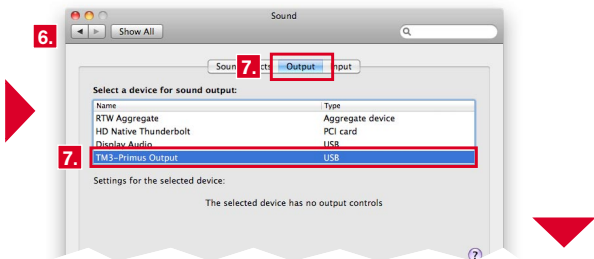 Sound
6.
Show All
7.
Output
Select a device for sound output:
Name Type
RTW Aggregate Aggregate device
HD Native Thunderbolt PCI card
Display Audio USB
7.
TM3-Primus Output USB
Settings for the selected device:
The selected device has no output controls
?